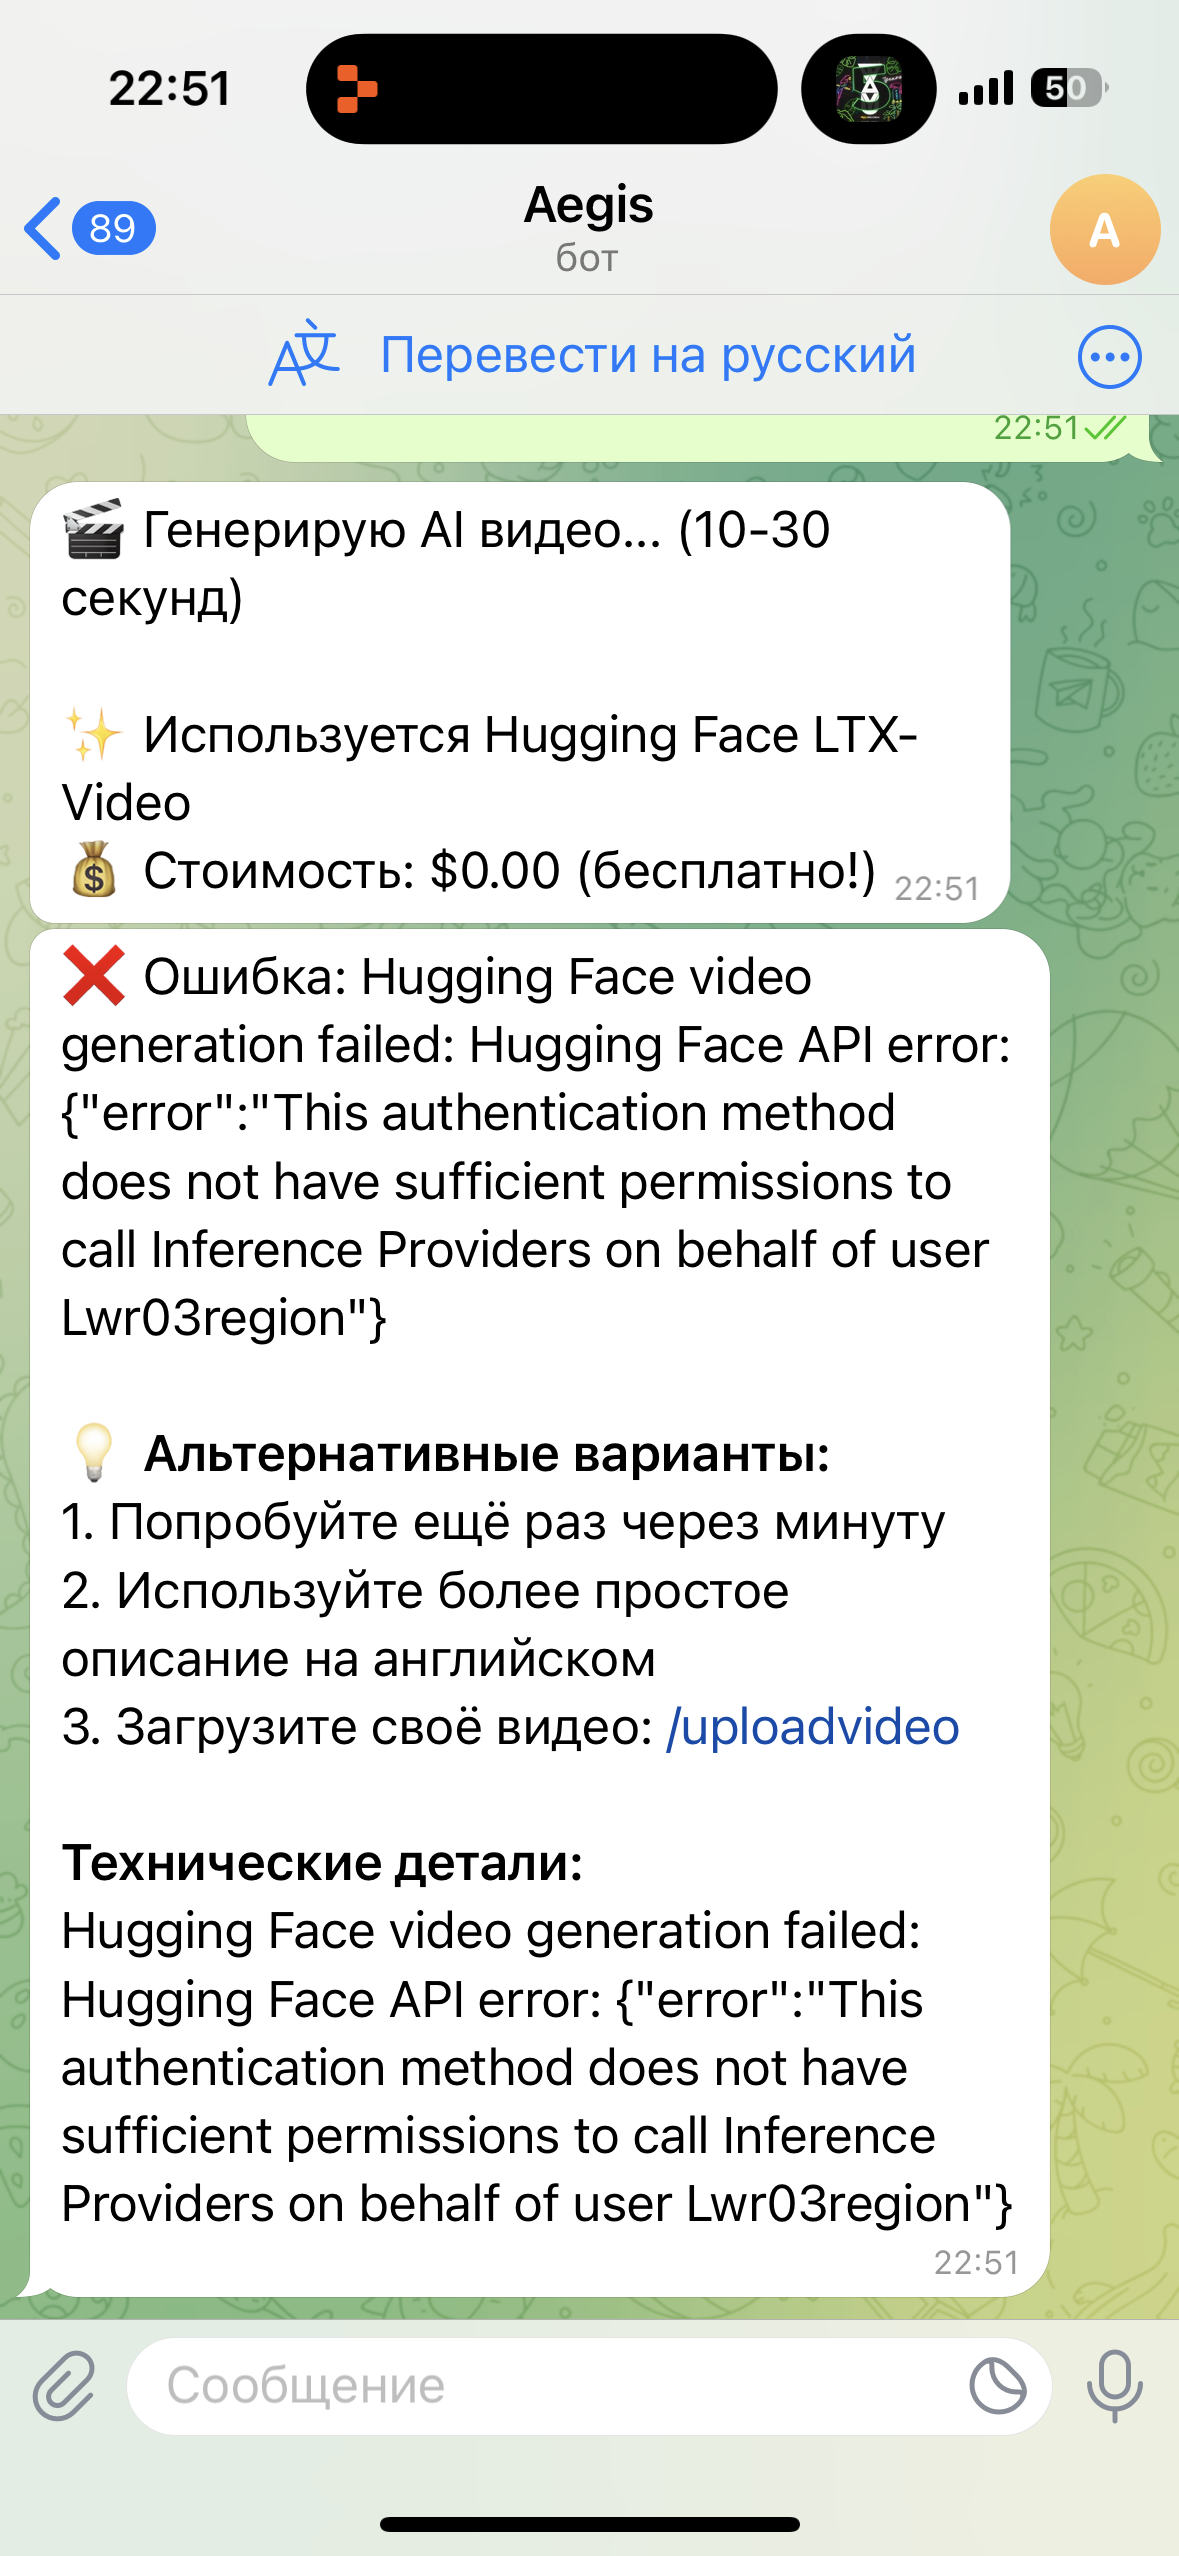 22:51
50
89
Aegis
бот
A
Перевести на русский
22:51
🎬 Генерирую AI видео... (10-30
секунд)
✨ Используется Hugging Face LTX-
Video
💰 Стоимость: $0.00 (бесплатно!)
22:51
❌ Ошибка: Hugging Face video
generation failed: Hugging Face API error:
{"error":"This authentication method
does not have sufficient permissions to
call Inference Providers on behalf of user
Lwr03region"}
💡 Альтернативные варианты:
1. Попробуйте ещё раз через минуту
2. Используйте более простое
описание на английском
3. Загрузите своё видео: /uploadvideo
Технические детали:
Hugging Face video generation failed:
Hugging Face API error: {"error":"This
authentication method does not have
sufficient permissions to call Inference
Providers on behalf of user Lwr03region"}
22:51
Сообщение